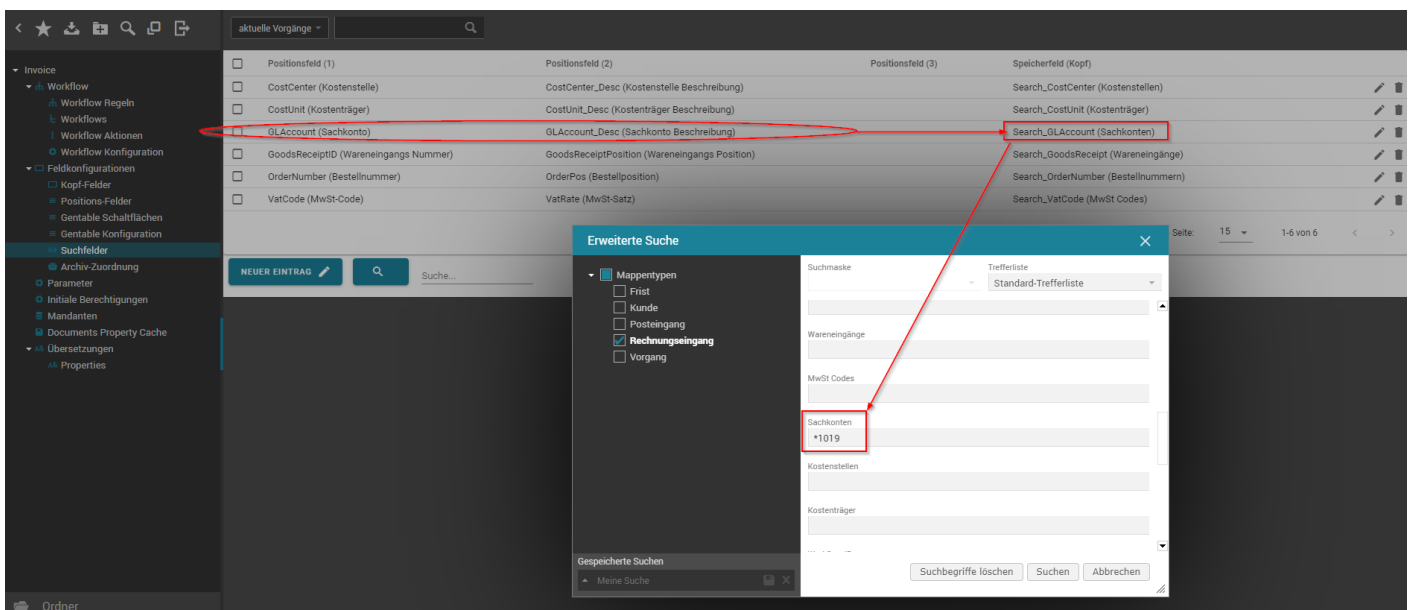 aktuelle Vorgänge
Invoice
Workflow
Workflow Regeln
Workflows
Workflow Aktionen
Workflow Konfiguration
Feldkonfigurationen
Kopf-Felder
Positions-Felder
Gentable Schaltflächen
Gentable Konfiguration
Suchfelder
Archiv-Zuordnung
Parameter
Initiale Berechtigungen
Mandanten
Documents Property Cache
Übersetzungen
Properties
Ordner
Positionsfeld (1) Positionsfeld (2) Positionsfeld (3) Speicherfeld (Kopf)
CostCenter (Kostenstelle) CostCenter_Desc (Kostenstelle Beschreibung) Search_CostCenter (Kostenstellen)
CostUnit (Kostenträger) CostUnit_Desc (Kostenträger Beschreibung) Search_CostUnit (Kostenträger)
GLAccount (Sachkonto) GLAccount_Desc (Sachkonto Beschreibung) Search_GLAccount (Sachkonten)
GoodsReceiptID (Wareneingangs Nummer) GoodsReceiptPosition (Wareneingangs Position) Search_GoodsReceipt (Wareneingänge)
OrderNumber (Bestellnummer) OrderPos (Bestellposition) Search_OrderNumber (Bestellnummern)
VatCode (MwSt-Code) VatRate (MwSt-Satz) Search_VatCode (MwSt Codes)
Seite: 15 1-6 von 6
NEUER EINTRAG Suche...
Erweiterte Suche
Mappentypen
Frist
Kunde
Posteingang
Rechnungseingang
Vorgang
Gespeicherte Suchen
Meine Suche
Suchmaske Trefferliste
Standard-Trefferliste
Wareneingänge
MwSt Codes
Sachkonten
*1019
Kostenstellen
Kostenträger
Suchbegriffe löschen Suchen Abbrechen